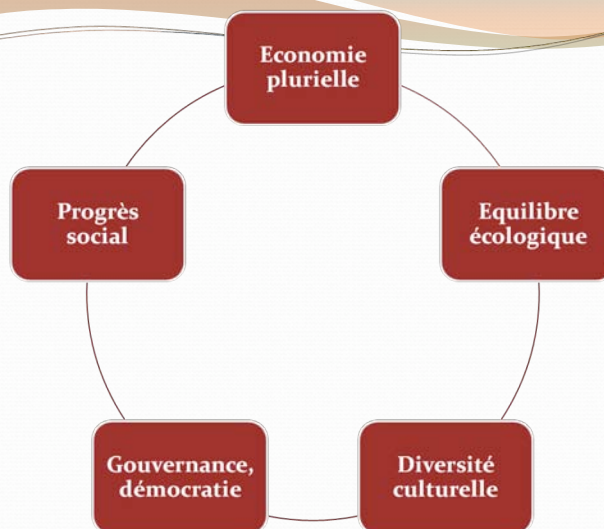 Economie
plurielle
Progrès
social
Equilibre
écologique
Gouvernance,
démocratie
Diversité
culturelle